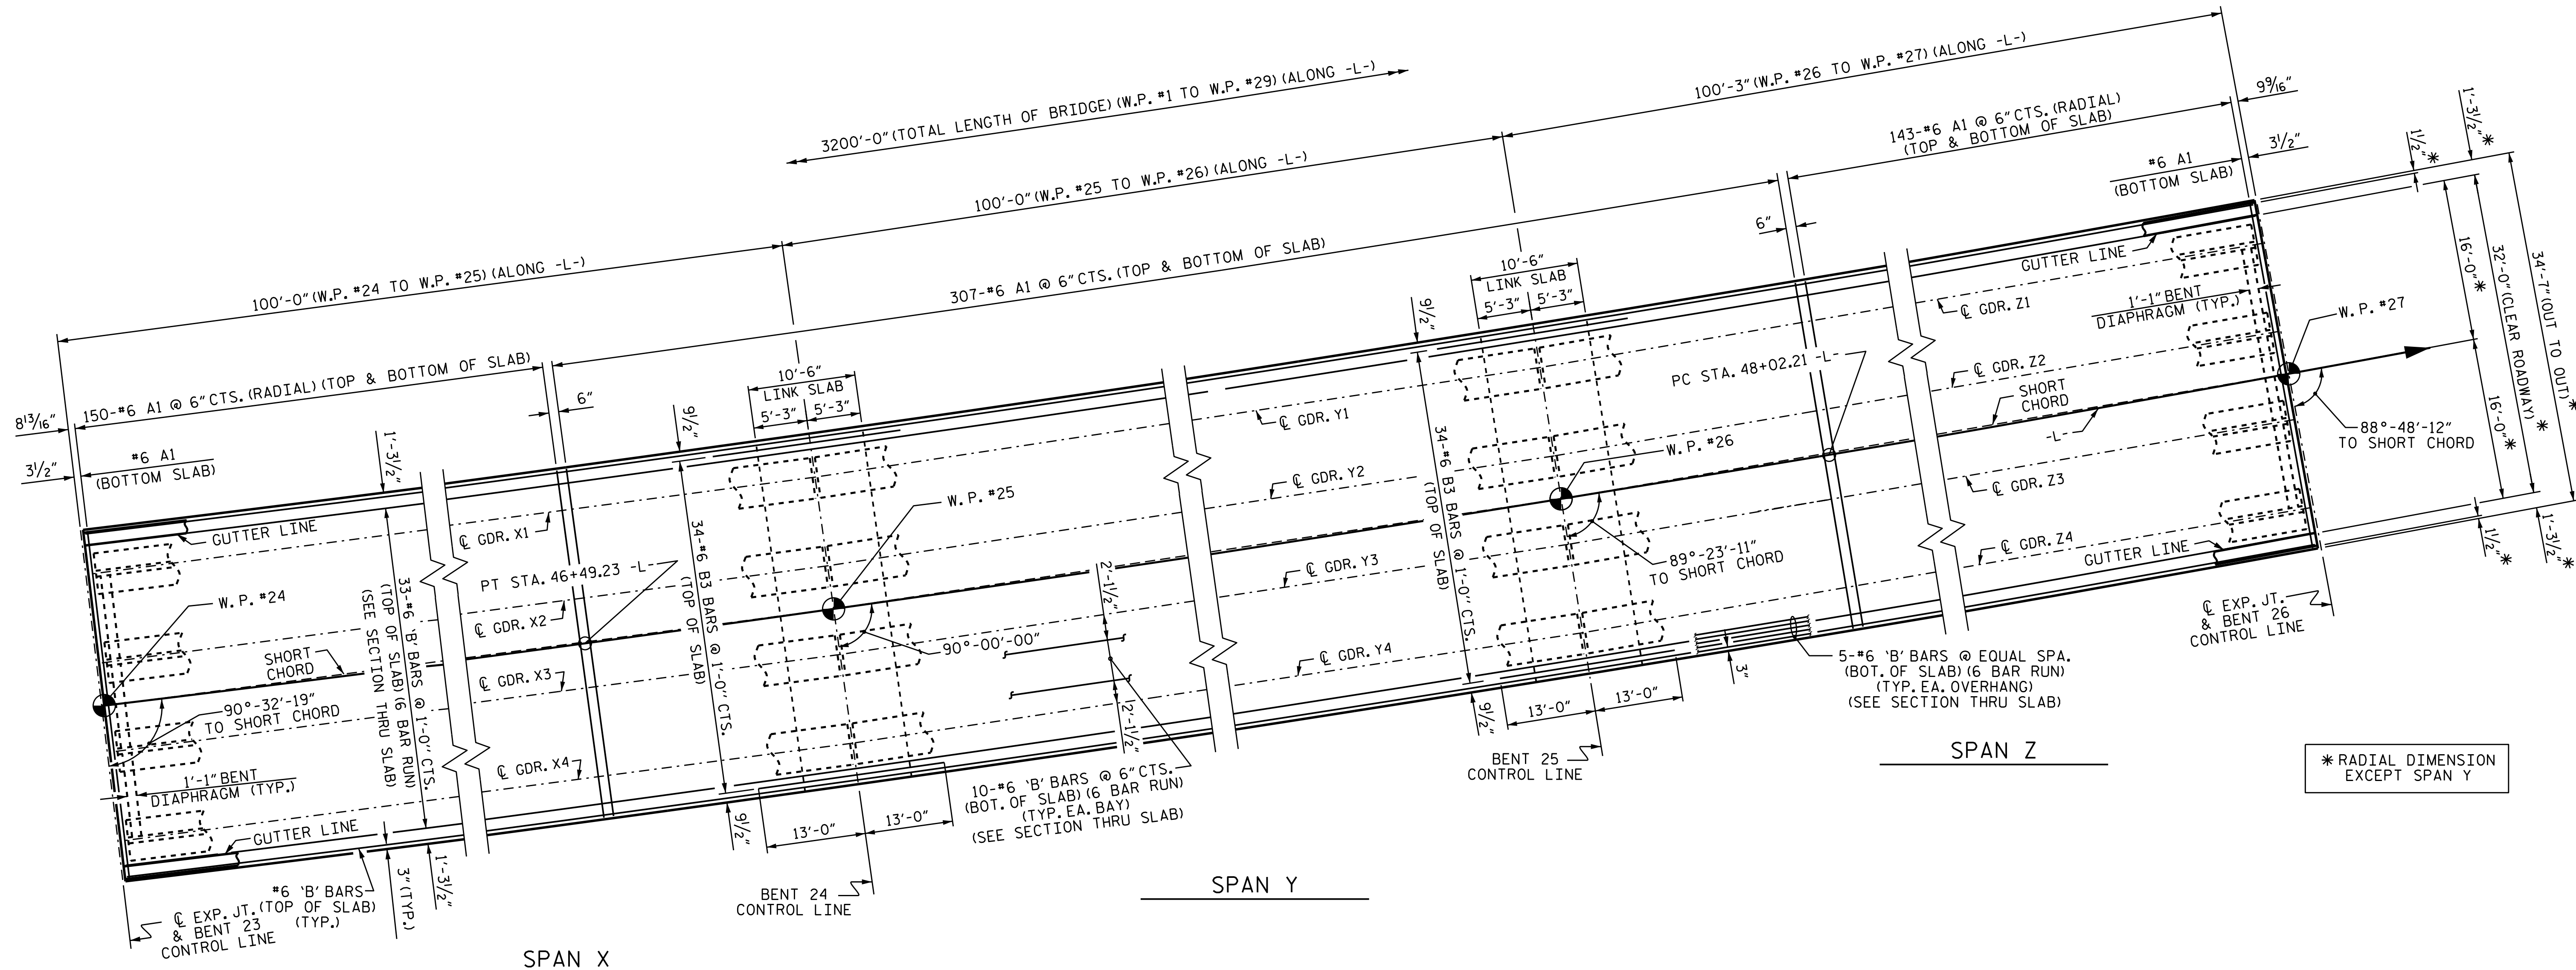 3200'-0" (TOTAL LENGTH OF BRIDGE) (W.P. #1 TO W.P. #29) (ALONG -L-)
100'-0" (W.P. #24 TO W.P. #25) (ALONG -L-)
100'-0" (W.P. #25 TO W.P. #26) (ALONG -L-)
100'-3" (W.P. #26 TO W.P. #27) (ALONG -L-)
8 13/16"
150-#6 A1 @ 6" CTS. (RADIAL) (TOP & BOTTOM OF SLAB)
6"
307-#6 A1 @ 6" CTS. (TOP & BOTTOM OF SLAB)
6"
143-#6 A1 @ 6" CTS. (RADIAL)
(TOP & BOTTOM OF SLAB)
9 9/16"
3 1/2"
#6 A1
(BOTTOM SLAB)
#6 A1
(BOTTOM SLAB)
3 1/2"
1 1/2" *
1'-3 1/2" *
16'-0" *
16'-0" *
32'-0" (CLEAR ROADWAY) *
34'-7" (OUT TO OUT) *
1 1/2" *
1'-3 1/2" *
1'-3 1/2"
9 1/2"
10'-6"
LINK SLAB
5'-3"
5'-3"
9 1/2"
10'-6"
LINK SLAB
5'-3"
5'-3"
GUTTER LINE
℄ GDR. X1
℄ GDR. X2
℄ GDR. X3
℄ GDR. X4
W.P. #24
SHORT
CHORD
90°-32'-19"
TO SHORT CHORD
1'-1" BENT
DIAPHRAGM (TYP.)
GUTTER LINE
33-#6 'B' BARS @ 1'-0" CTS.
(TOP OF SLAB) (6 BAR RUN)
(SEE SECTION THRU SLAB)
PT STA. 46+49.23 -L-
34-#6 B3 BARS @ 1'-0" CTS.
(TOP OF SLAB)
W.P. #25
90°-00'-00"
℄ GDR. Y1
℄ GDR. Y2
℄ GDR. Y3
℄ GDR. Y4
2'-1 1/2"
2'-1 1/2"
34-#6 B3 BARS @ 1'-0" CTS.
(TOP OF SLAB)
W.P. #26
89°-23'-11"
TO SHORT CHORD
PC STA. 48+02.21 -L-
℄ GDR. Z1
℄ GDR. Z2
℄ GDR. Z3
℄ GDR. Z4
GUTTER LINE
1'-1" BENT
DIAPHRAGM (TYP.)
W.P. #27
SHORT
CHORD
-L-
88°-48'-12"
TO SHORT CHORD
GUTTER LINE
℄ EXP. JT.
& BENT 26
CONTROL LINE
5-#6 'B' BARS @ EQUAL SPA.
(BOT. OF SLAB) (6 BAR RUN)
(TYP. EA. OVERHANG)
(SEE SECTION THRU SLAB)
3"
9 1/2"
13'-0"
13'-0"
BENT 25
CONTROL LINE
10-#6 'B' BARS @ 6" CTS.
(BOT. OF SLAB) (6 BAR RUN)
(TYP. EA. BAY)
(SEE SECTION THRU SLAB)
9 1/2"
13'-0"
13'-0"
BENT 24
CONTROL LINE
#6 'B' BARS
(TOP OF SLAB)
(TYP.)
3" (TYP.)
1'-3 1/2"
℄ EXP. JT.
& BENT 23
CONTROL LINE
SPAN X
SPAN Y
SPAN Z
* RADIAL DIMENSION
EXCEPT SPAN Y